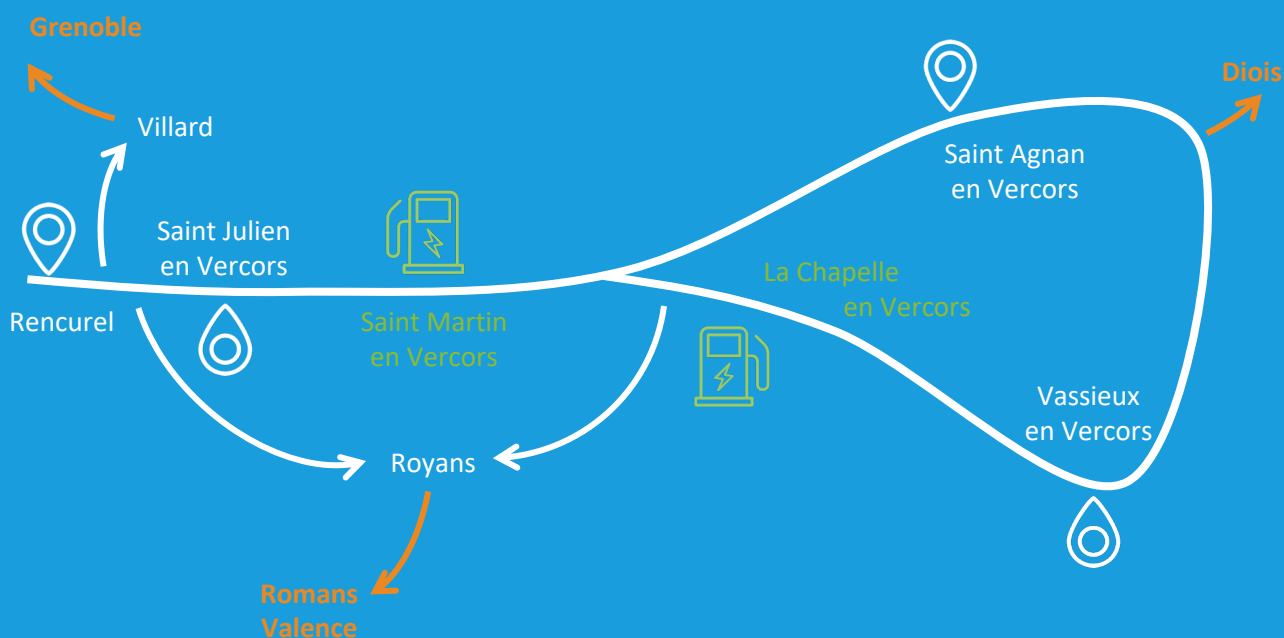 Grenoble
Diois
Villard
Saint Agnan
en Vercors
Saint Julien
en Vercors
La Chapelle
en Vercors
Rencurel
Saint Martin
en Vercors
Vassieux
en Vercors
Royans
Romans
Valence